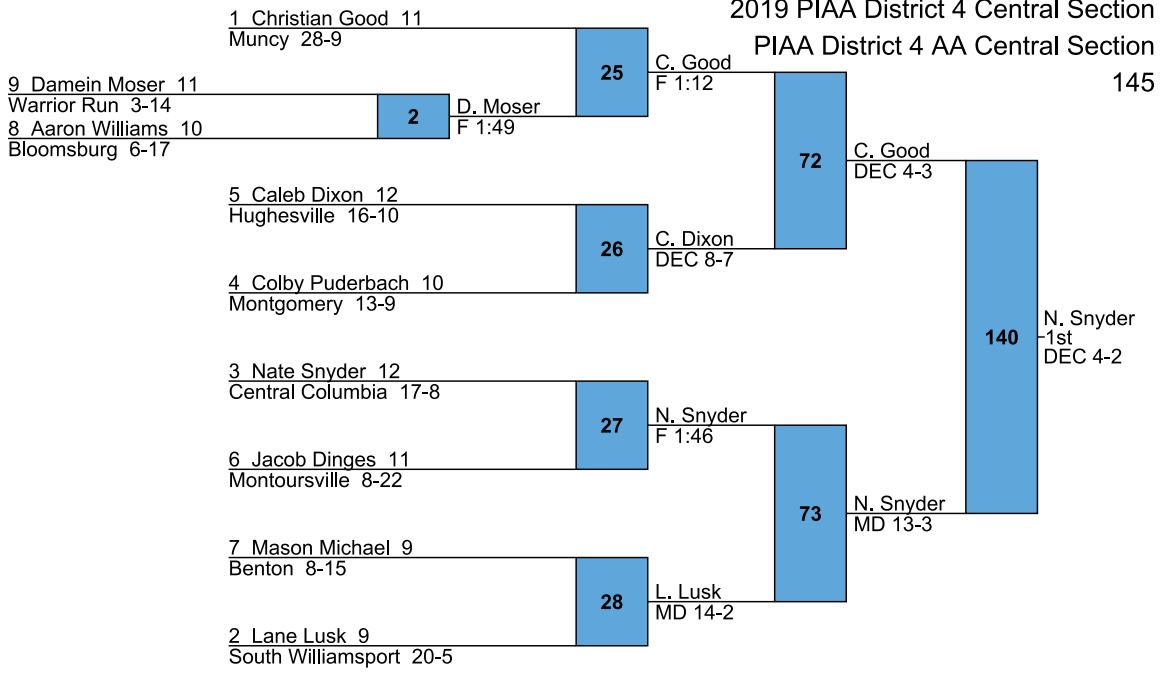 2019 PIAA District 4 Central Section
PIAA District 4 AA Central Section
145
1 Christian Good 11
Muncy 28-9
9 Damein Moser 11
Warrior Run 3-14
8 Aaron Williams 10
Bloomsburg 6-17
2
D. Moser
F 1:49
25
C. Good
F 1:12
5 Caleb Dixon 12
Hughesville 16-10
4 Colby Puderbach 10
Montgomery 13-9
26
C. Dixon
DEC 8-7
72
C. Good
DEC 4-3
3 Nate Snyder 12
Central Columbia 17-8
6 Jacob Dinges 11
Montoursville 8-22
27
N. Snyder
F 1:46
7 Mason Michael 9
Benton 8-15
2 Lane Lusk 9
South Williamsport 20-5
28
L. Lusk
MD 14-2
73
N. Snyder
MD 13-3
140
N. Snyder
1st
DEC 4-2